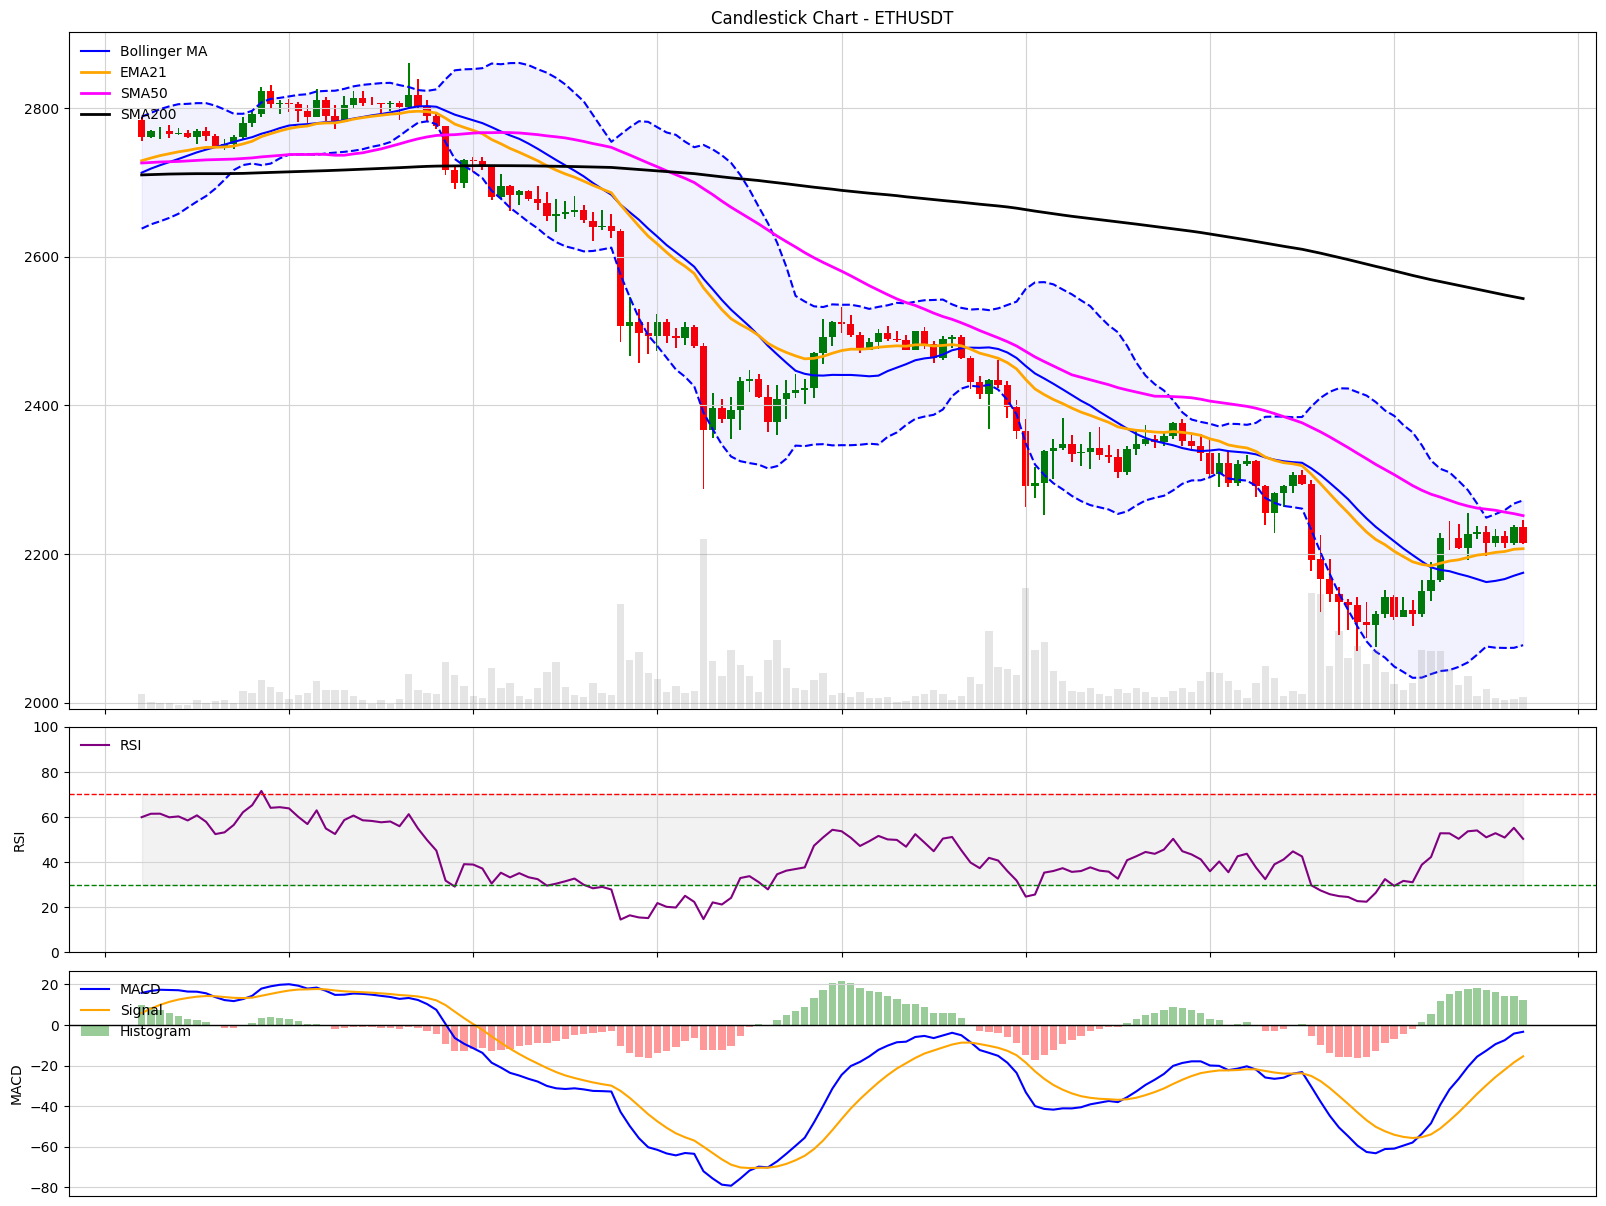 Candlestick Chart - ETHUSDT
Bollinger MA
EMA21
SMA50
SMA200
2800
2600
2400
2200
2000
RSI
100
80
60
40
20
0
RSI
MACD
Signal
Histogram
20
0
−20
−40
−60
−80
MACD